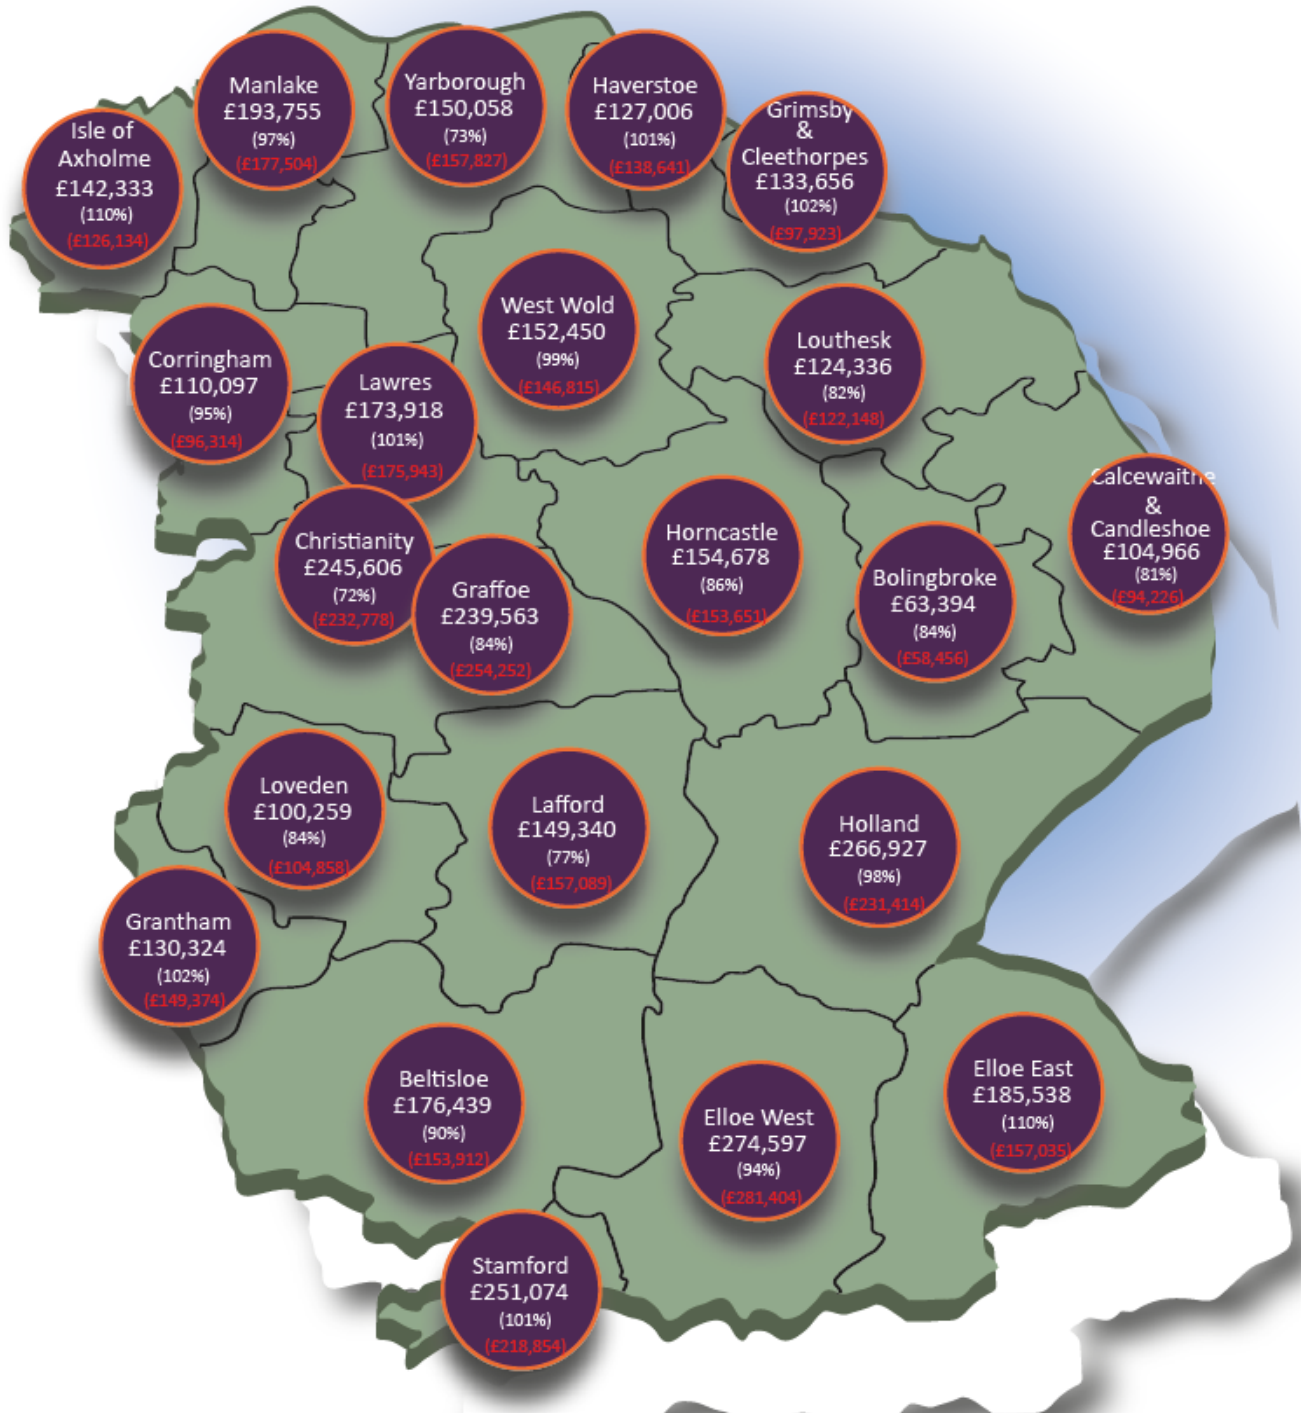 Manlake
£193,755
(97%)
(£177,504)
Yarborough
£150,058
(73%)
(£157,827)
Haverstoe
£127,006
(101%)
(£138,641)
Grimsby
&
Cleethorpes
£133,656
(102%)
(£97,923)
Isle of
Axholme
£142,333
(110%)
(£126,134)
West Wold
£152,450
(99%)
(£146,815)
Louthesk
£124,336
(82%)
(£122,148)
Corringham
£110,097
(95%)
(£96,314)
Lawres
£173,918
(101%)
(£175,943)
Calcewaithe
&
Candleshoe
£104,966
(81%)
(£94,226)
Christianity
£245,606
(72%)
(£232,778)
Graffoe
£239,563
(84%)
(£254,252)
Horncastle
£154,678
(86%)
(£153,651)
Bolingbroke
£63,394
(84%)
(£58,456)
Loveden
£100,259
(84%)
(£104,858)
Lafford
£149,340
(77%)
(£157,089)
Holland
£266,927
(98%)
(£231,414)
Grantham
£130,324
(102%)
(£149,374)
Beltisloe
£176,439
(90%)
(£153,912)
Elloe West
£274,597
(94%)
(£281,404)
Elloe East
£185,538
(110%)
(£157,035)
Stamford
£251,074
(101%)
(£218,854)